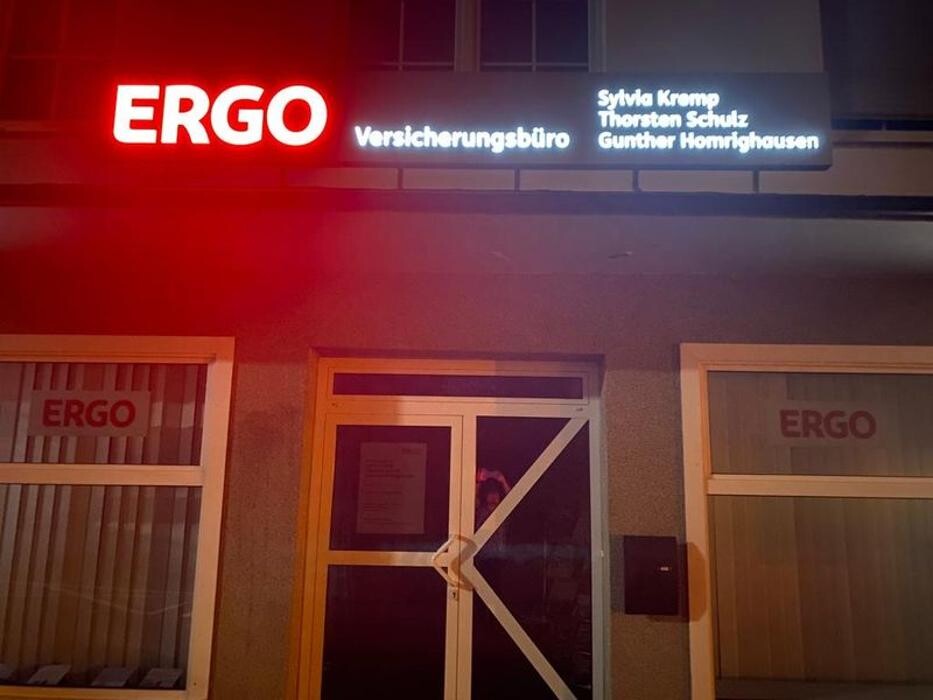 ERGO
Versicherungsbüro
Sylvia Kremp
Thorsten Schulz
Gunther Homrighausen
ERGO
ERGO